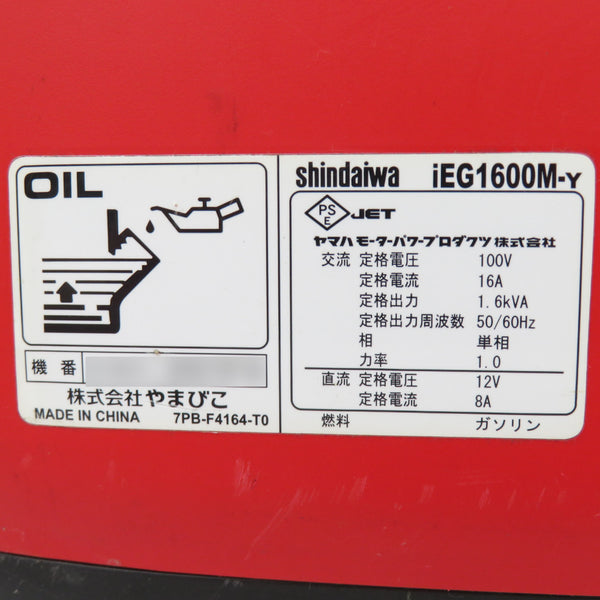 OIL
機番
株式会社やまびこ
MADE IN CHINA 7PB-F4164-T0
shindaiwa iEG1600M-Y
PS E JET
ヤマハモーターパワープロダクツ株式会社
交流 定格電圧 100V
定格電流 16A
定格出力 1.6kVA
定格出力周波数 50/60Hz
相 単相
力率 1.0
直流 定格電圧 12V
定格電流 8A
燃料 ガソリン